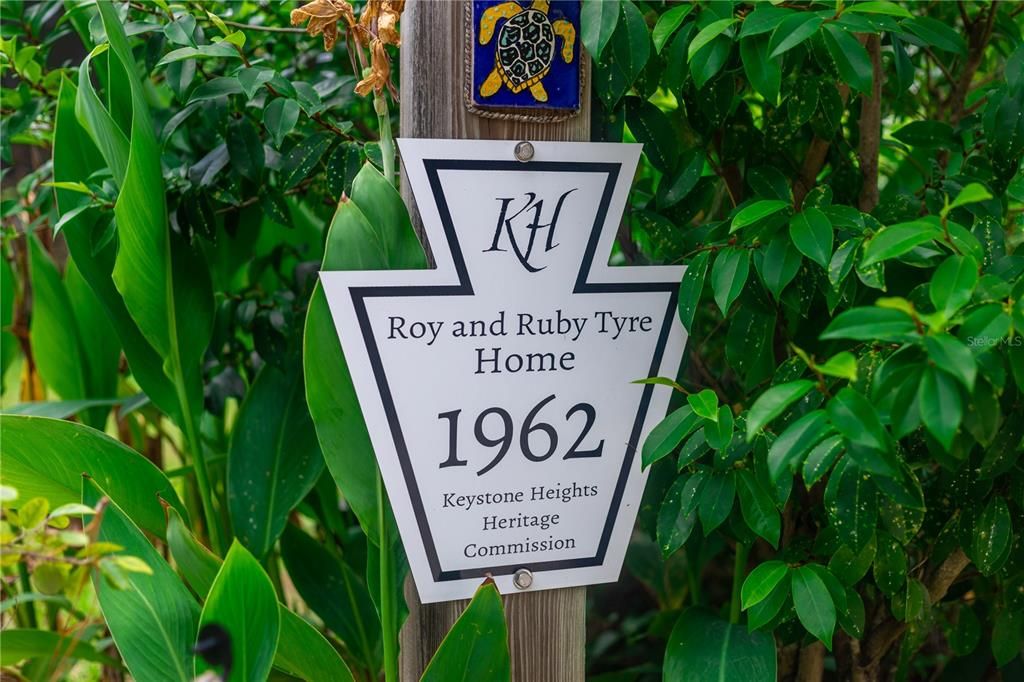 KH
Roy and Ruby Tyre
Home
1962
Keystone Heights
Heritage
Commission
Stellar MLS